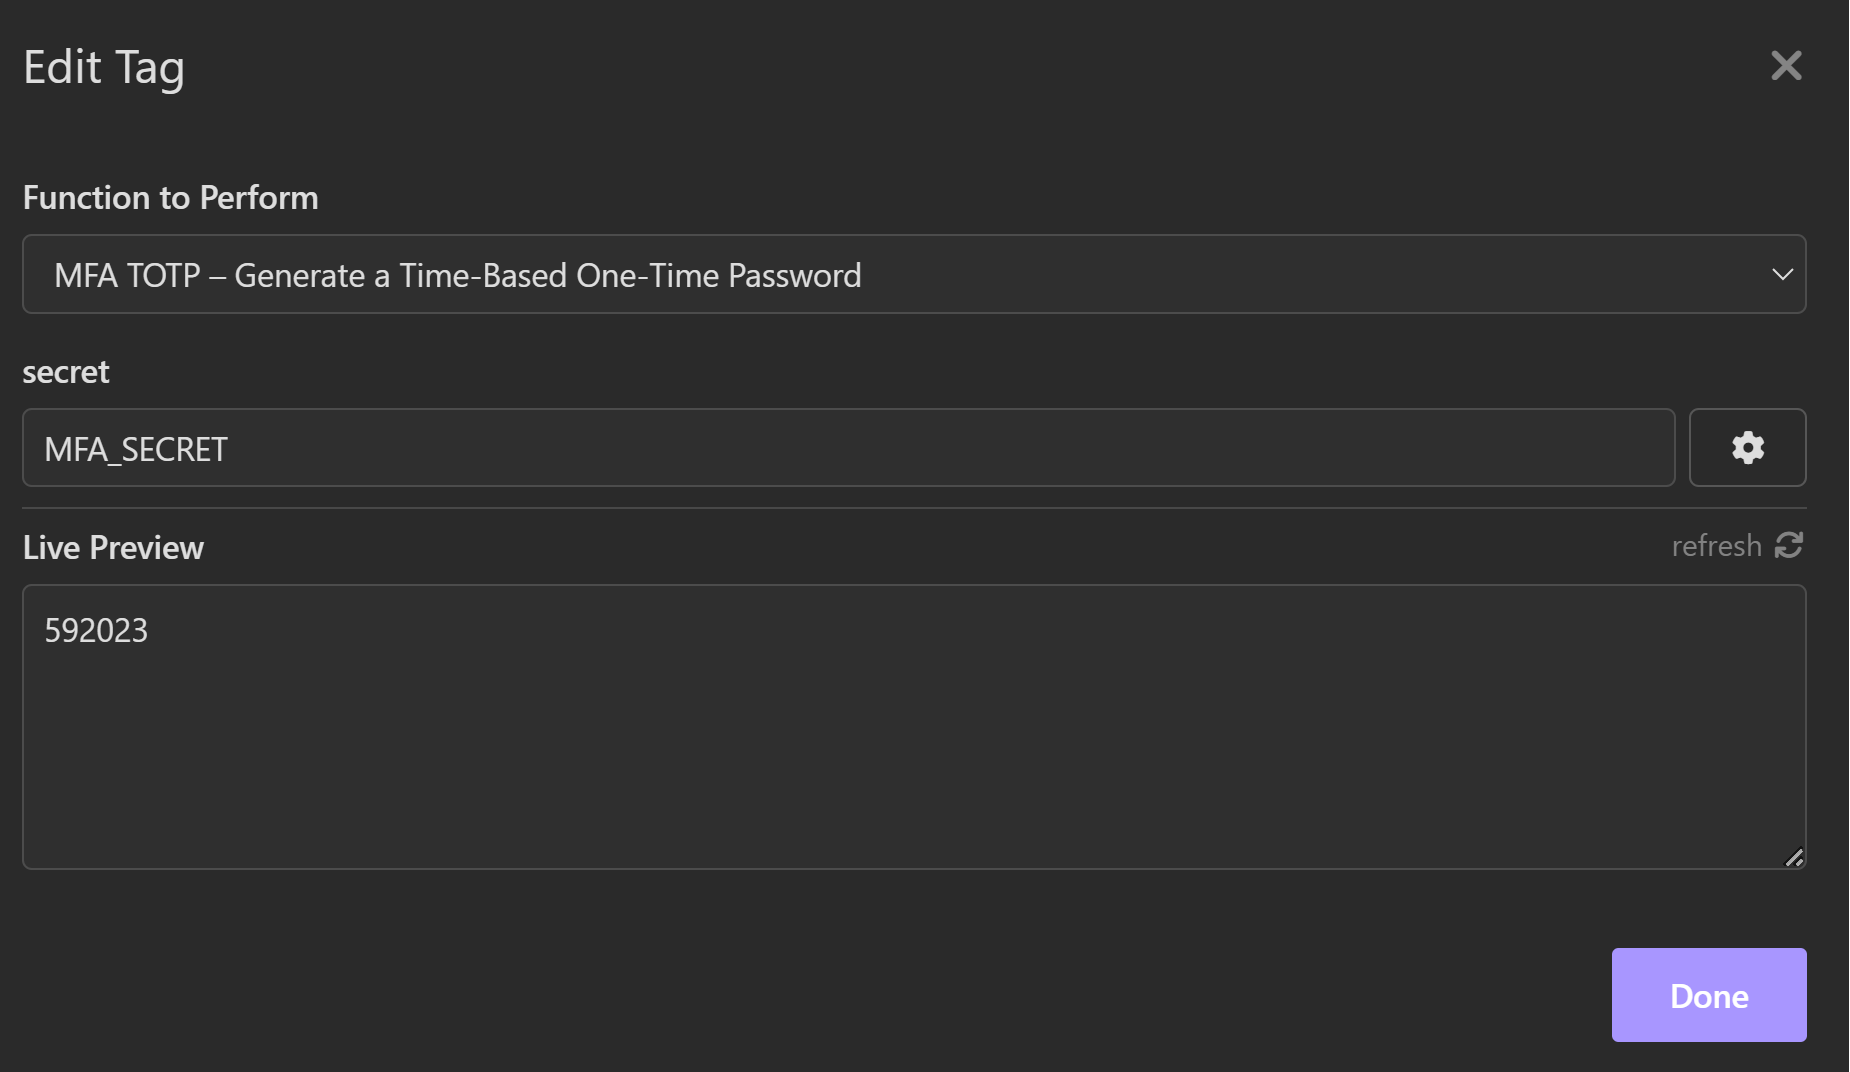 Edit Tag
Function to Perform
MFA TOTP – Generate a Time-Based One-Time Password
secret
MFA_SECRET
Live Preview
refresh
592023
Done